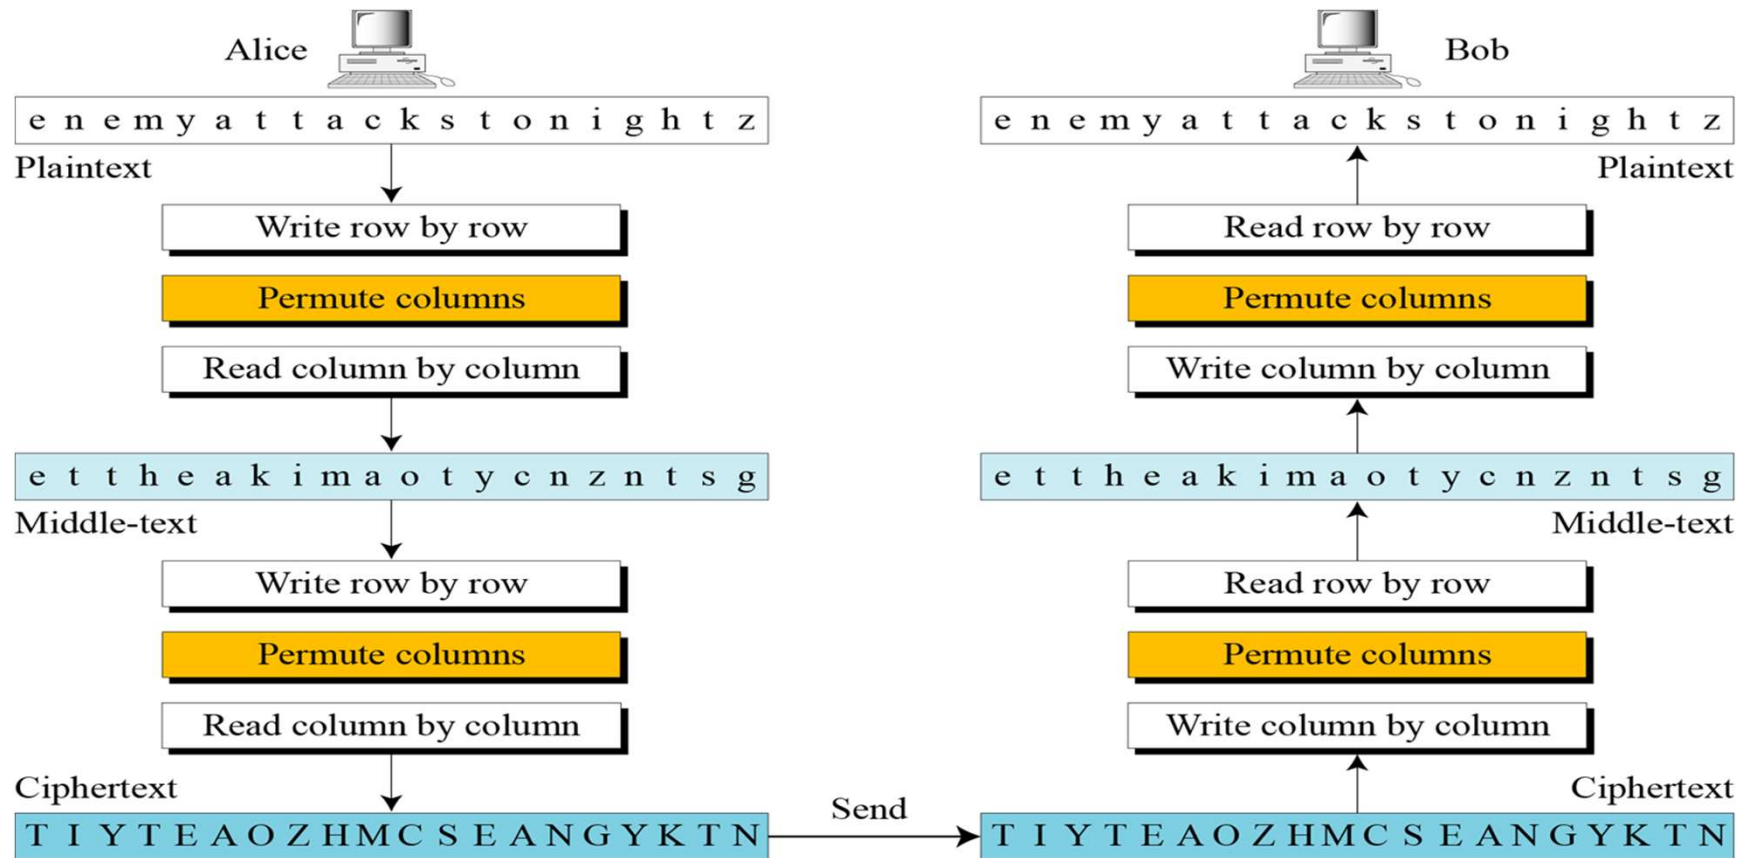 Alice
e n e m y a t t a c k s t o n i g h t z
Plaintext
Write row by row
Permute columns
Read column by column
e t t h e a k i m a o t y c n z n t s g
Middle-text
Write row by row
Permute columns
Read column by column
Ciphertext
T I Y T E A O Z H M C S E A N G Y K T N
Send
Bob
e n e m y a t t a c k s t o n i g h t z
Plaintext
Read row by row
Permute columns
Write column by column
e t t h e a k i m a o t y c n z n t s g
Middle-text
Read row by row
Permute columns
Write column by column
Ciphertext
T I Y T E A O Z H M C S E A N G Y K T N